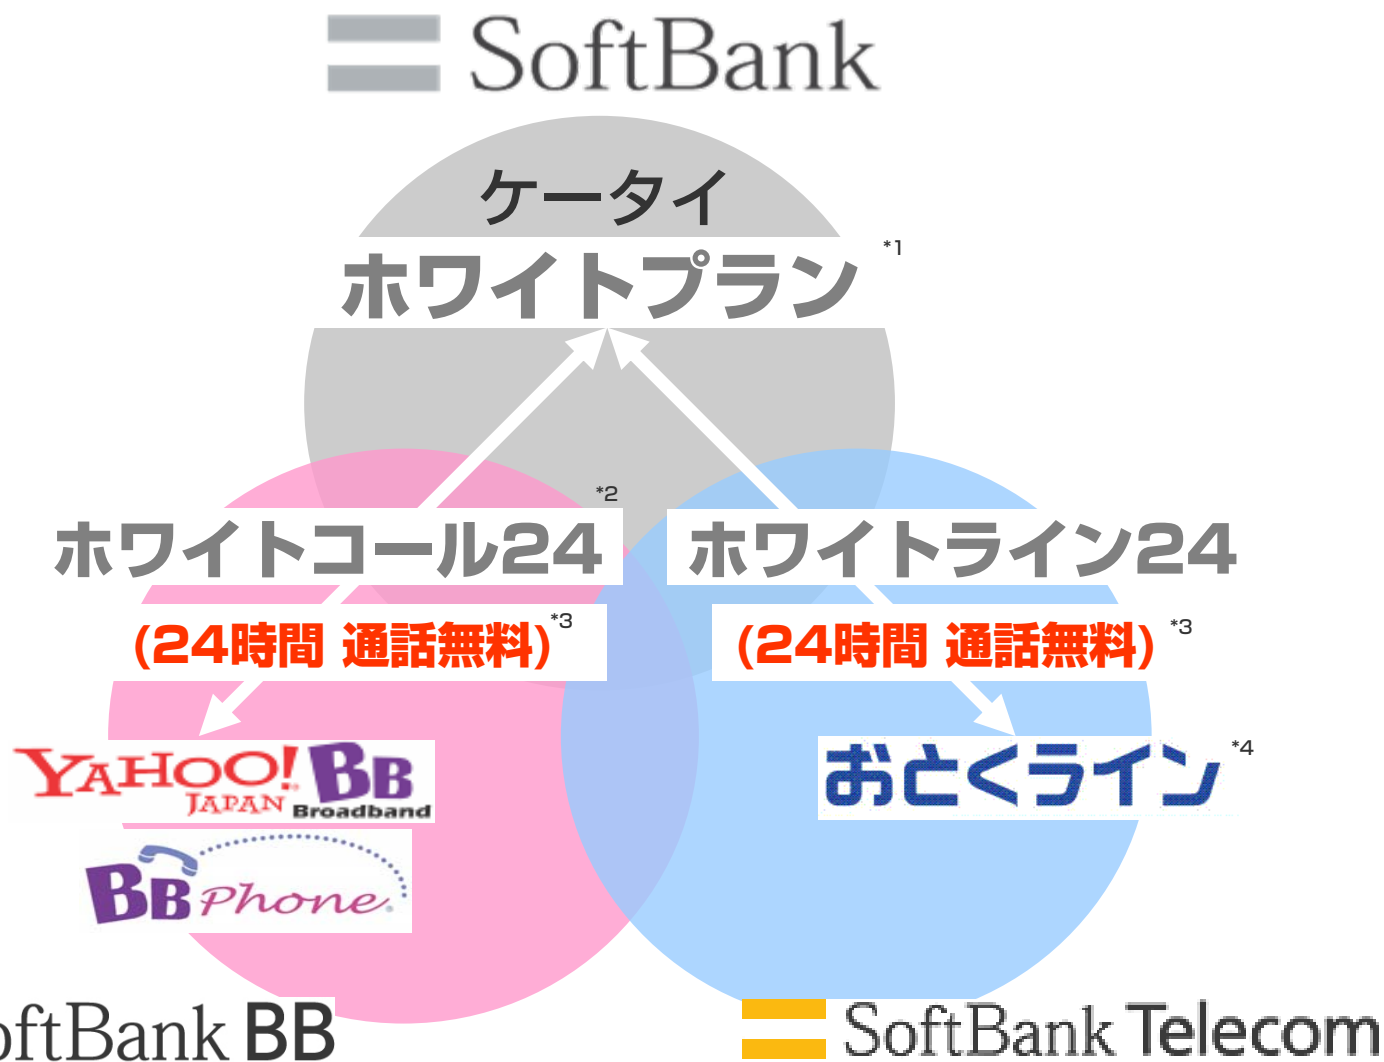 SoftBank
ケータイ
ホワイトプラン *1
ホワイトコール24 *2
(24時間 通話無料) *3
ホワイトライン24
(24時間 通話無料) *3
YAHOO! BB
JAPAN Broadband
BB Phone
おとくライン *4
oftBank BB
SoftBank Telecom